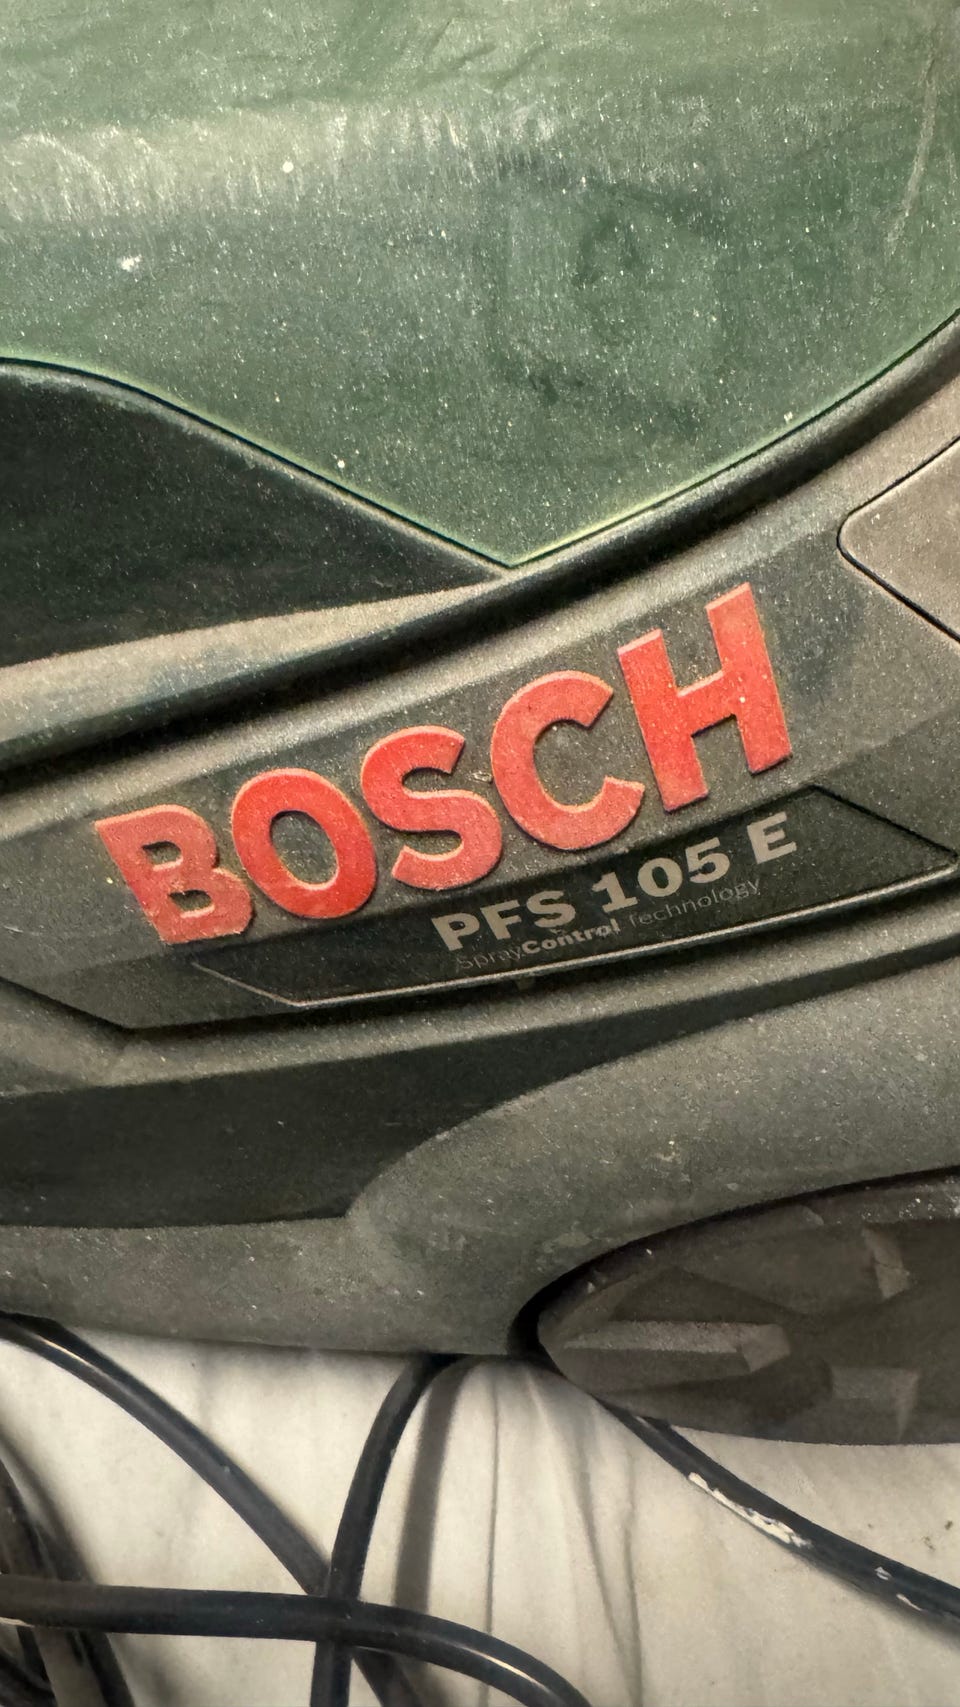 BOSCH
PFS 105 E
SprayControl Technology